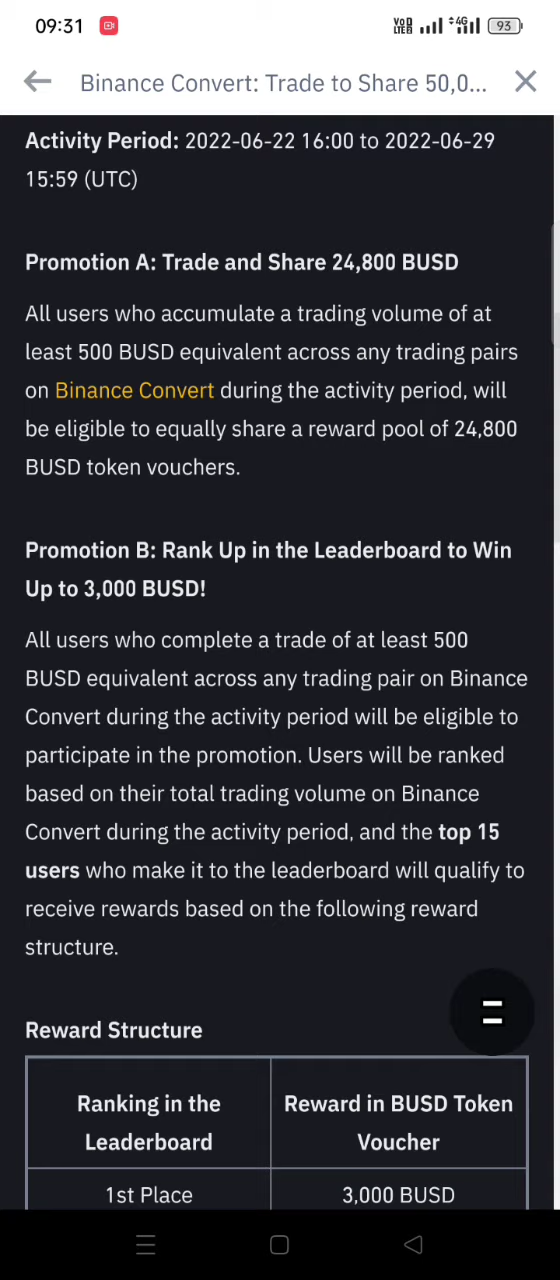 09:31
VoD LTE2 4G 93
Binance Convert: Trade to Share 50,0...
Activity Period: 2022-06-22 16:00 to 2022-06-29
15:59 (UTC)
Promotion A: Trade and Share 24,800 BUSD
All users who accumulate a trading volume of at
least 500 BUSD equivalent across any trading pairs
on Binance Convert during the activity period, will
be eligible to equally share a reward pool of 24,800
BUSD token vouchers.
Promotion B: Rank Up in the Leaderboard to Win
Up to 3,000 BUSD!
All users who complete a trade of at least 500
BUSD equivalent across any trading pair on Binance
Convert during the activity period will be eligible to
participate in the promotion. Users will be ranked
based on their total trading volume on Binance
Convert during the activity period, and the top 15
users who make it to the leaderboard will qualify to
receive rewards based on the following reward
structure.
Reward Structure
Ranking in the
Leaderboard
Reward in BUSD Token
Voucher
1st Place
3,000 BUSD